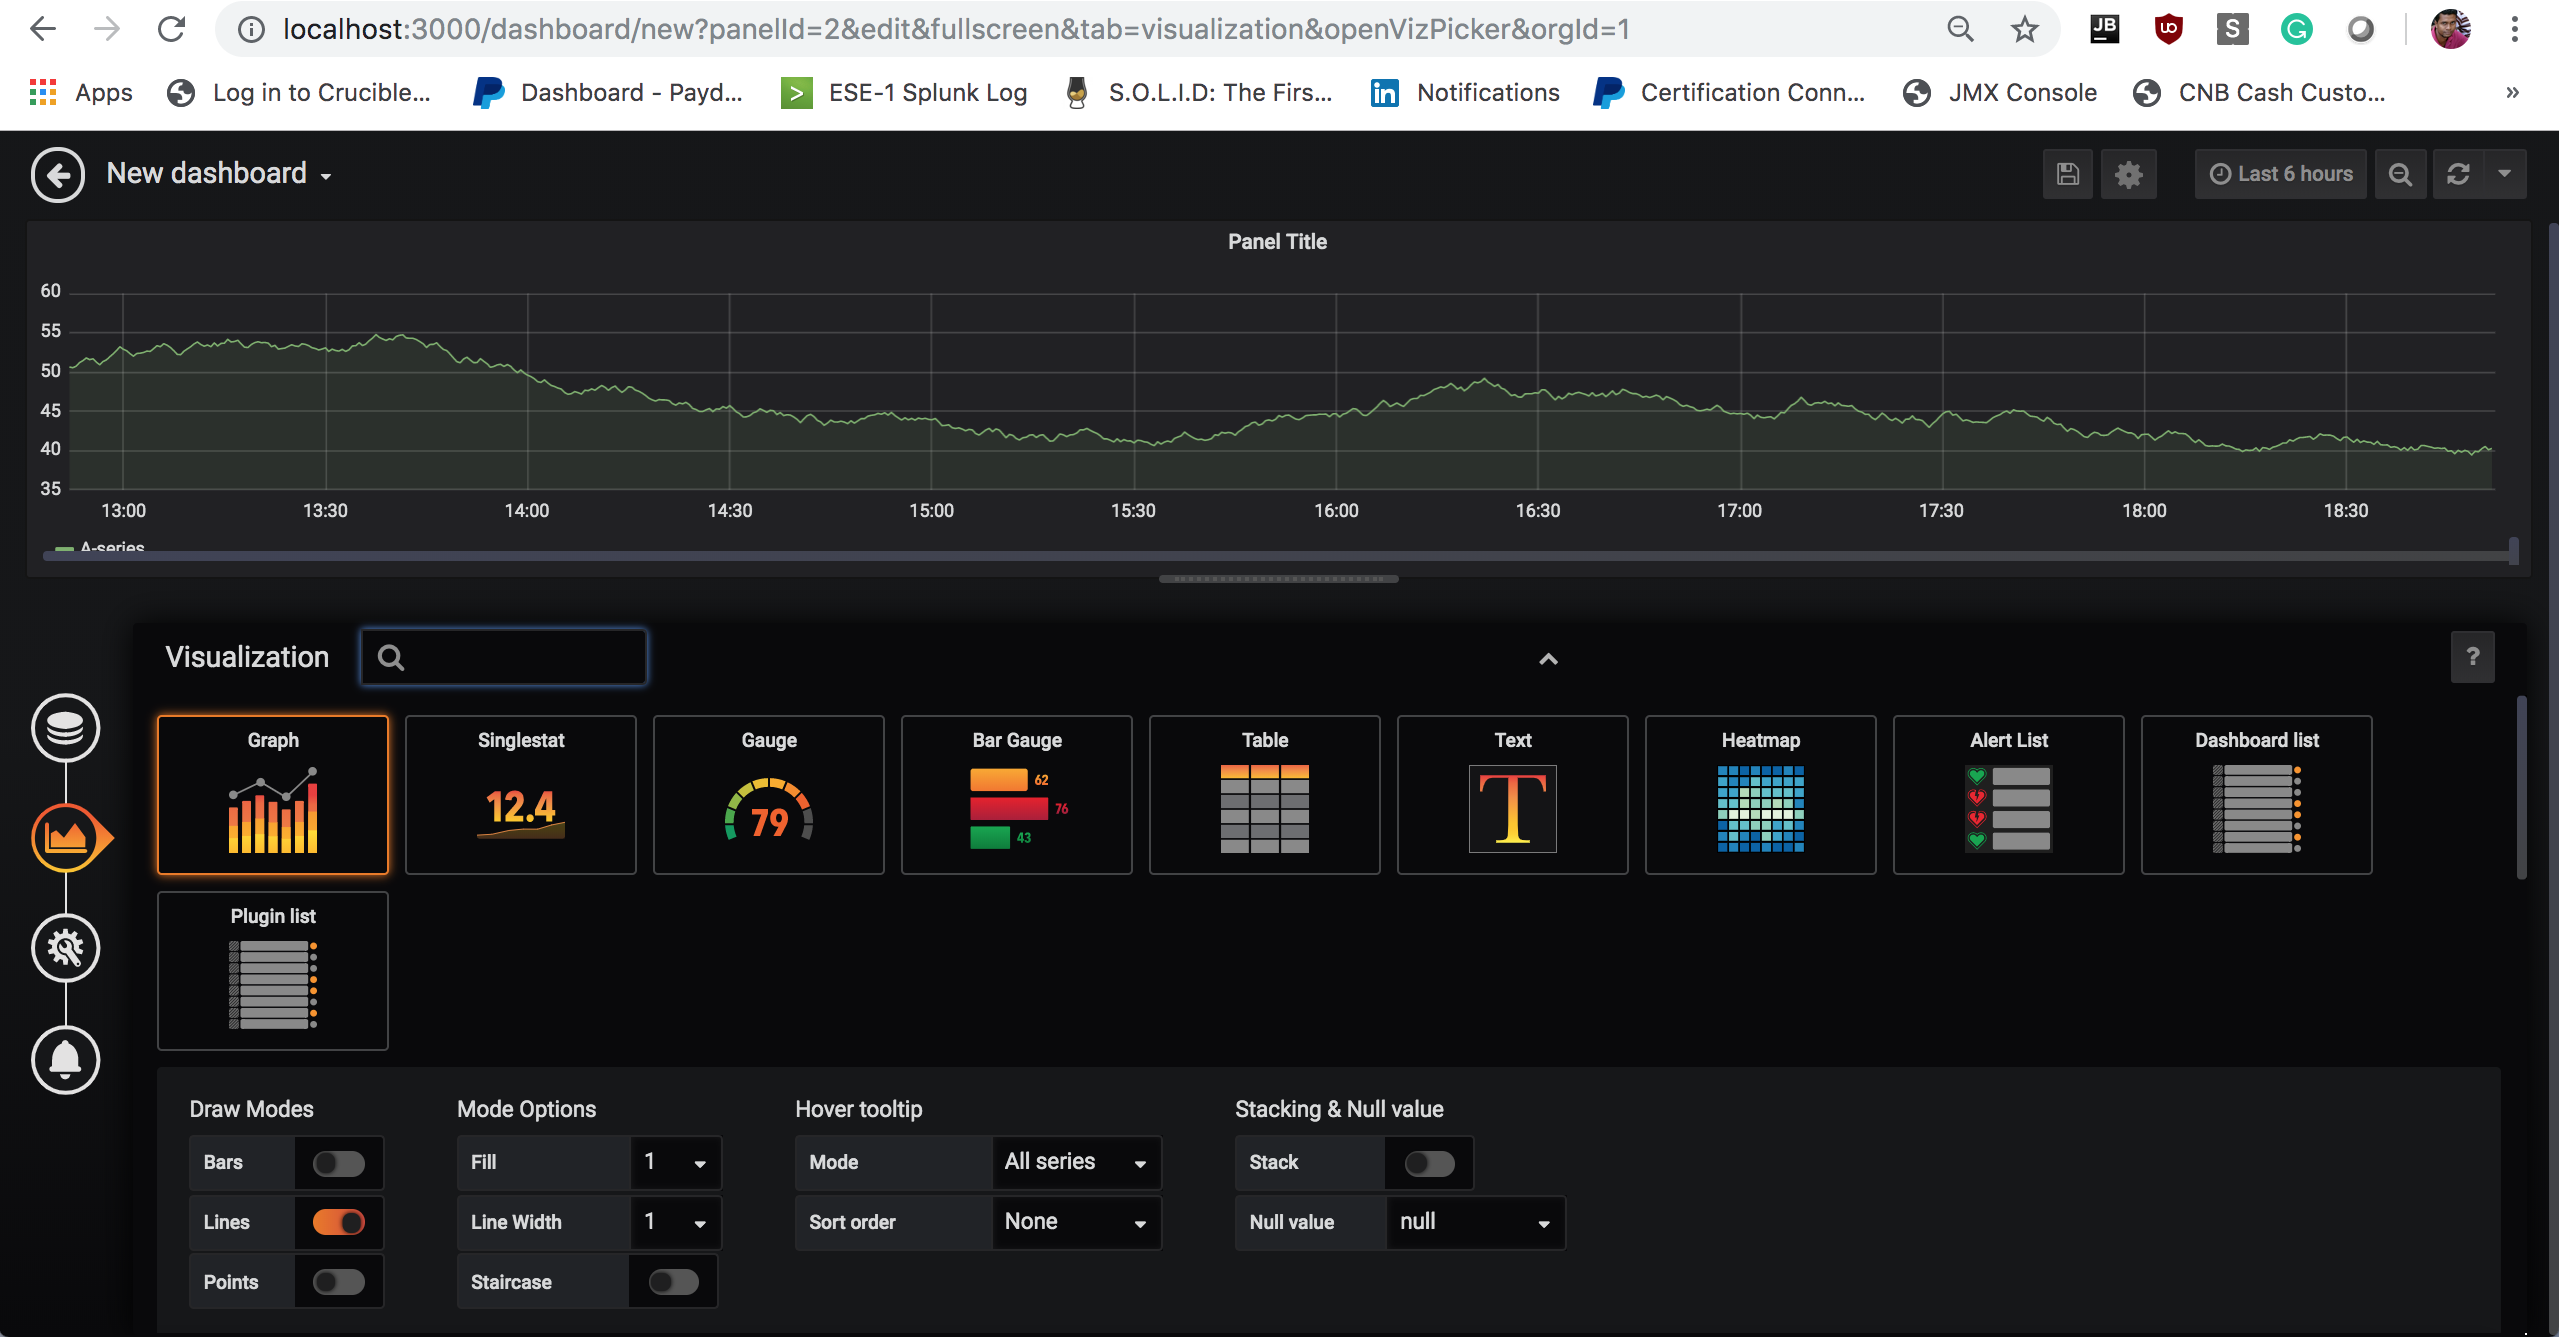 localhost:3000/dashboard/new?panelId=2&edit&fullscreen&tab=visualization&openVizPicker&orgId=1
JB
UD
S
G
Apps
Log in to Crucible...
Dashboard - Payd...
ESE-1 Splunk Log
S.O.L.I.D: The Firs...
in
Notifications
Certification Conn...
JMX Console
CNB Cash Custo...
»
New dashboard
Last 6 hours
Panel Title
60
55
50
45
40
35
13:00 13:30 14:00 14:30 15:00 15:30 16:00 16:30 17:00 17:30 18:00 18:30
A-series
Visualization
?
Graph
Singlestat
12.4
Gauge
79
Bar Gauge
62
76
43
Table
Text
T
Heatmap
Alert List
Dashboard list
Plugin list
Draw Modes
Bars
Lines
Points
Mode Options
Fill 1
Line Width 1
Staircase
Hover tooltip
Mode All series
Sort order None
Stacking & Null value
Stack
Null value null